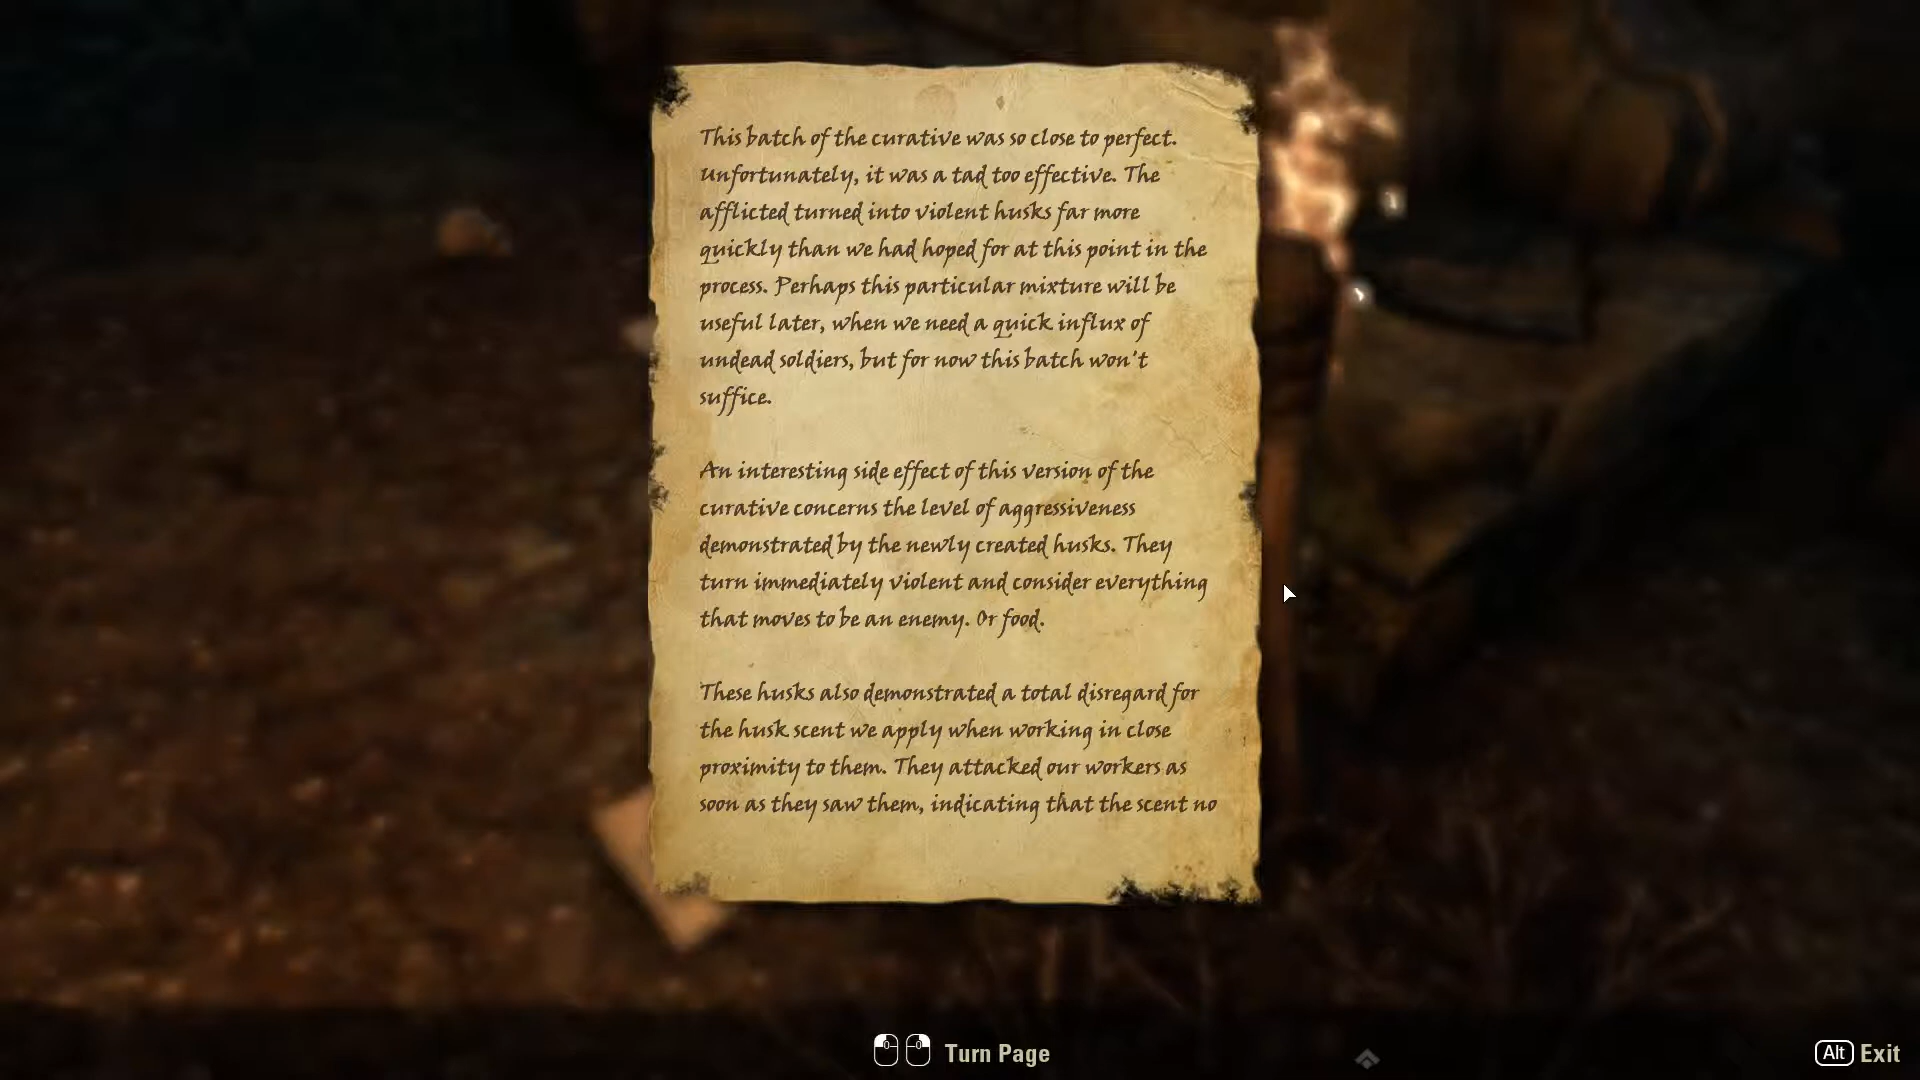 This batch of the curative was so close to perfect.
Unfortunately, it was a tad too effective. The
afflicted turned into violent husks far more
quickly than we had hoped for at this point in the
process. Perhaps this particular mixture will be
useful later, when we need a quick influx of
undead soldiers, but for now this batch won't
suffice.
An interesting side effect of this version of the
curative concerns the level of aggressiveness
demonstrated by the newly created husks. They
turn immediately violent and consider everything
that moves to be an enemy. Or food.
These husks also demonstrated a total disregard for
the husk scent we apply when working in close
proximity to them. They attacked our workers as
soon as they saw them, indicating that the scent no
Turn Page
Alt Exit